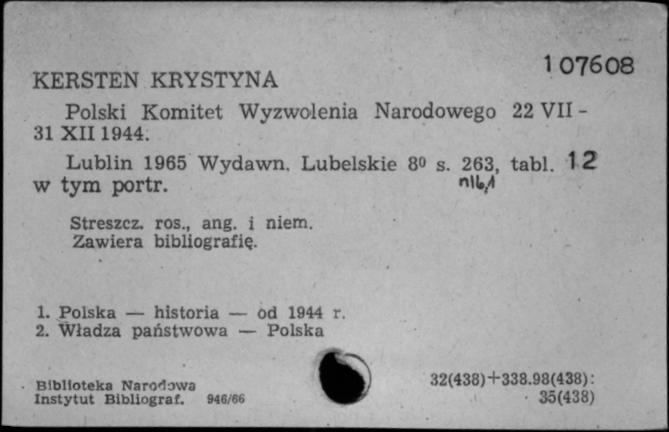 107608
KERSTEN KRYSTYNA
Polski Komitet Wyzwolenia Narodowego 22 VII -
31 XII 1944.
Lublin 1965 Wydawn. Lubelskie 8⁰ s. 263, tabl. 12
nlb,1
w tym portr.
Streszcz. ros., ang. i niem.
Zawiera bibliografię.
1. Polska — historia — od 1944 r.
2. Władza państwowa — Polska
Biblioteka Narodowa
Instytut Bibliograf. 946/66
32(438)+338.98(438):
35(438)